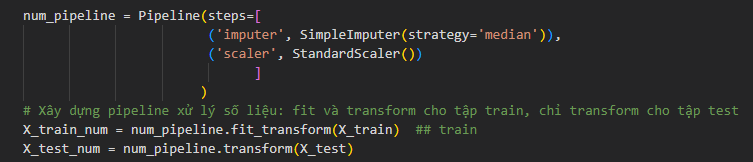 num_pipeline = Pipeline(steps=[
('imputer', SimpleImputer(strategy='median')),
('scaler', StandardScaler())
]
)
# Xây dựng pipeline xử lý số liệu: fit và transform cho tập train, chỉ transform cho tập test
X_train_num = num_pipeline.fit_transform(X_train)  ## train
X_test_num = num_pipeline.transform(X_test)